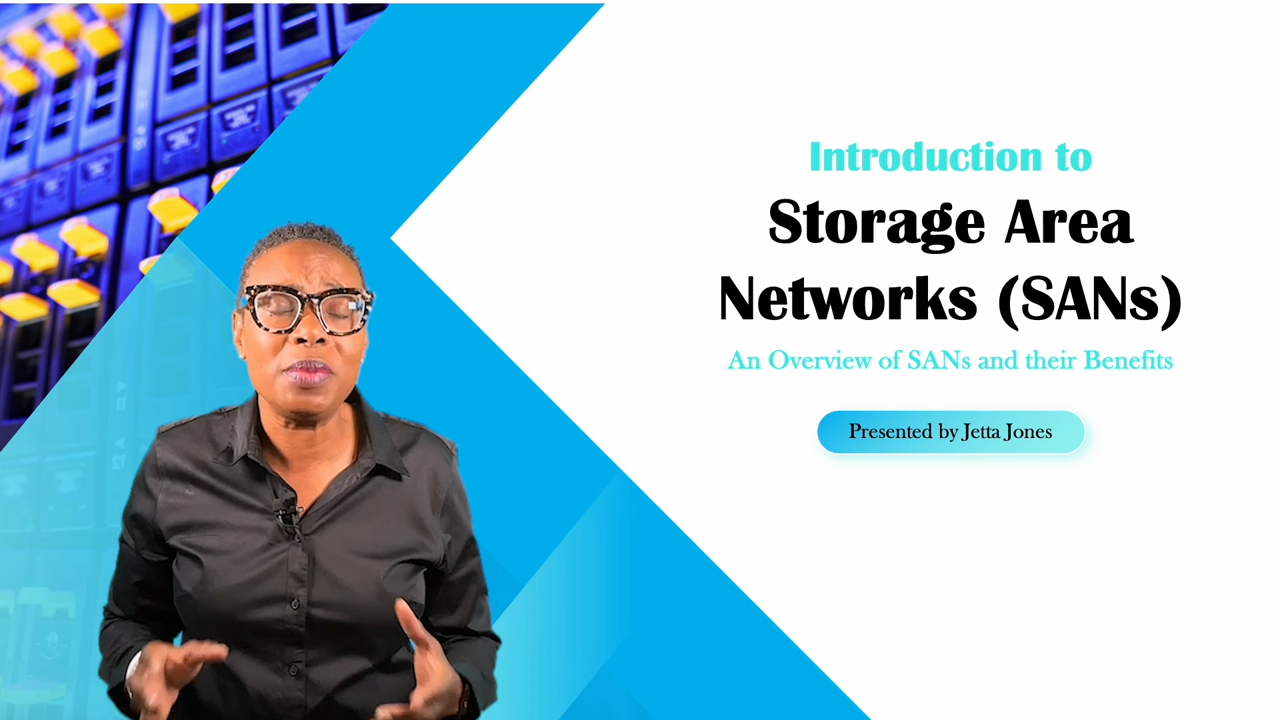 Introduction to
Storage Area
Networks (SANs)
An Overview of SANs and their Benefits
Presented by Jetta Jones